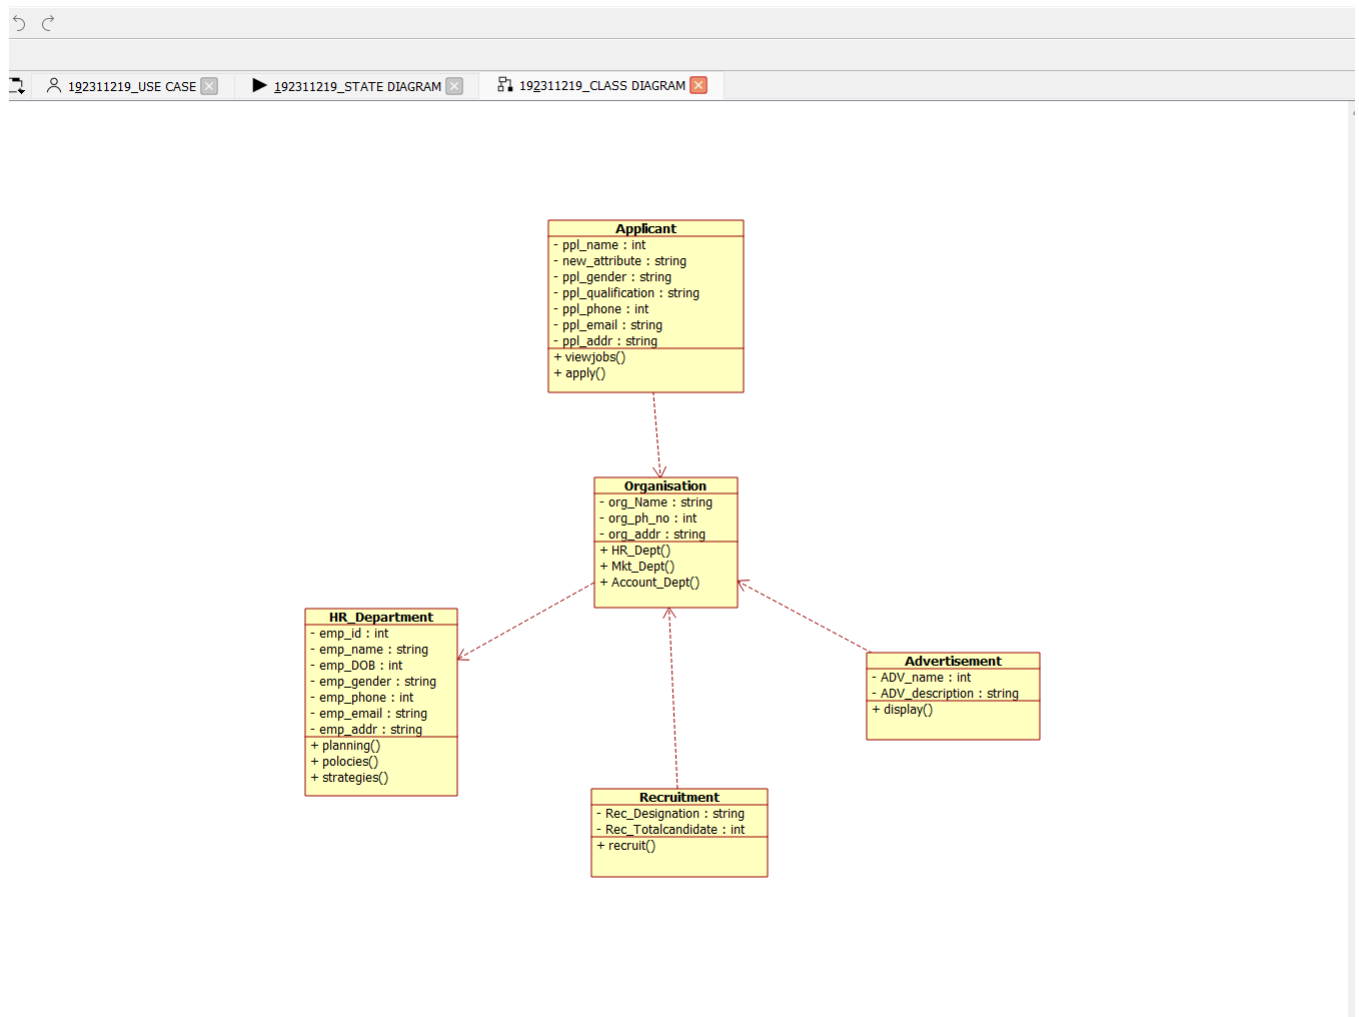 192311219_USE CASE
192311219_STATE DIAGRAM
192311219_CLASS DIAGRAM
Applicant
- ppl_name : int
- new_attribute : string
- ppl_gender : string
- ppl_qualification : string
- ppl_phone : int
- ppl_email : string
- ppl_addr : string
+ viewjobs()
+ apply()
Organisation
- org_Name : string
- org_ph_no : int
- org_addr : string
+ HR_Dept()
+ Mkt_Dept()
+ Account_Dept()
HR_Department
- emp_id : int
- emp_name : string
- emp_DOB : int
- emp_gender : string
- emp_phone : int
- emp_email : string
- emp_addr : string
+ planning()
+ polocies()
+ strategies()
Advertisement
- ADV_name : int
- ADV_description : string
+ display()
Recruitment
- Rec_Designation : string
- Rec_Totalcandidate : int
+ recruit()